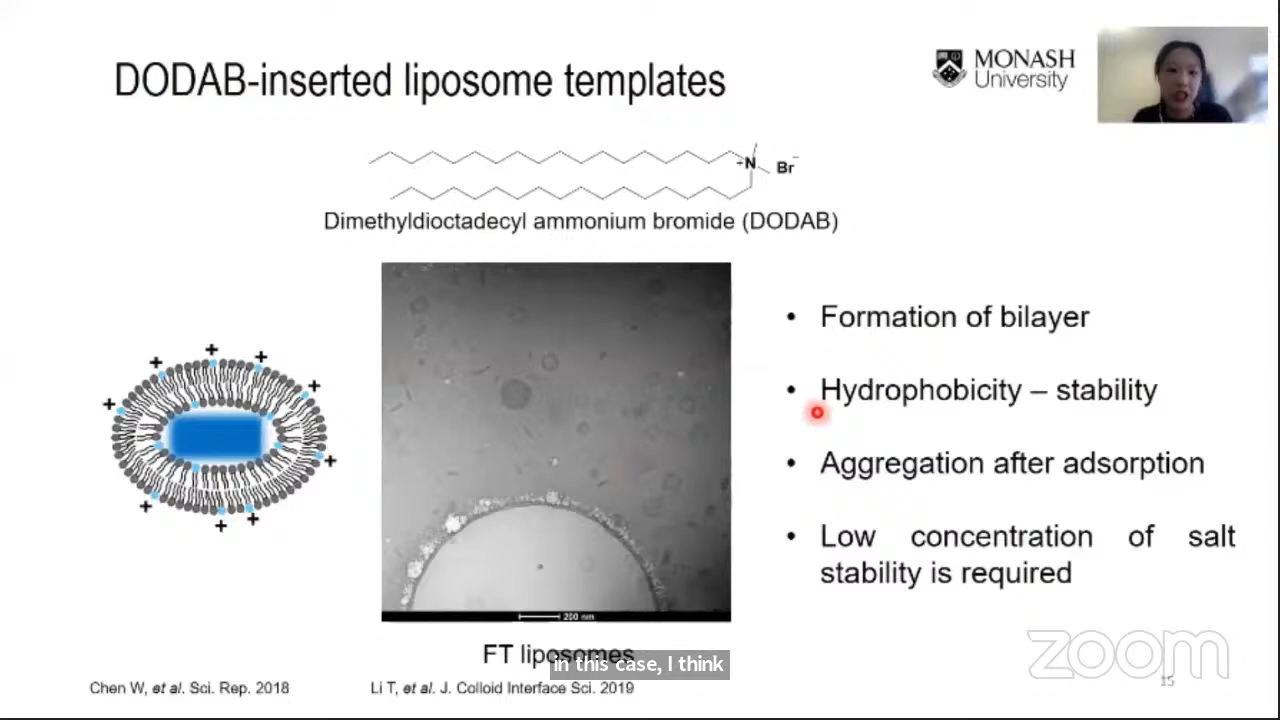 DODAB-inserted liposome templates
MONASH
University
+N
Br-
Dimethyldioctadecyl ammonium bromide (DODAB)
• Formation of bilayer
• Hydrophobicity – stability
• Aggregation after adsorption
• Low concentration of salt
stability is required
+ + + + + + + + + +
200 nm
FT liposomes
in this case, I think
zoom
Chen W, et al. Sci. Rep. 2018
Li T, et al. J. Colloid Interface Sci. 2019
15